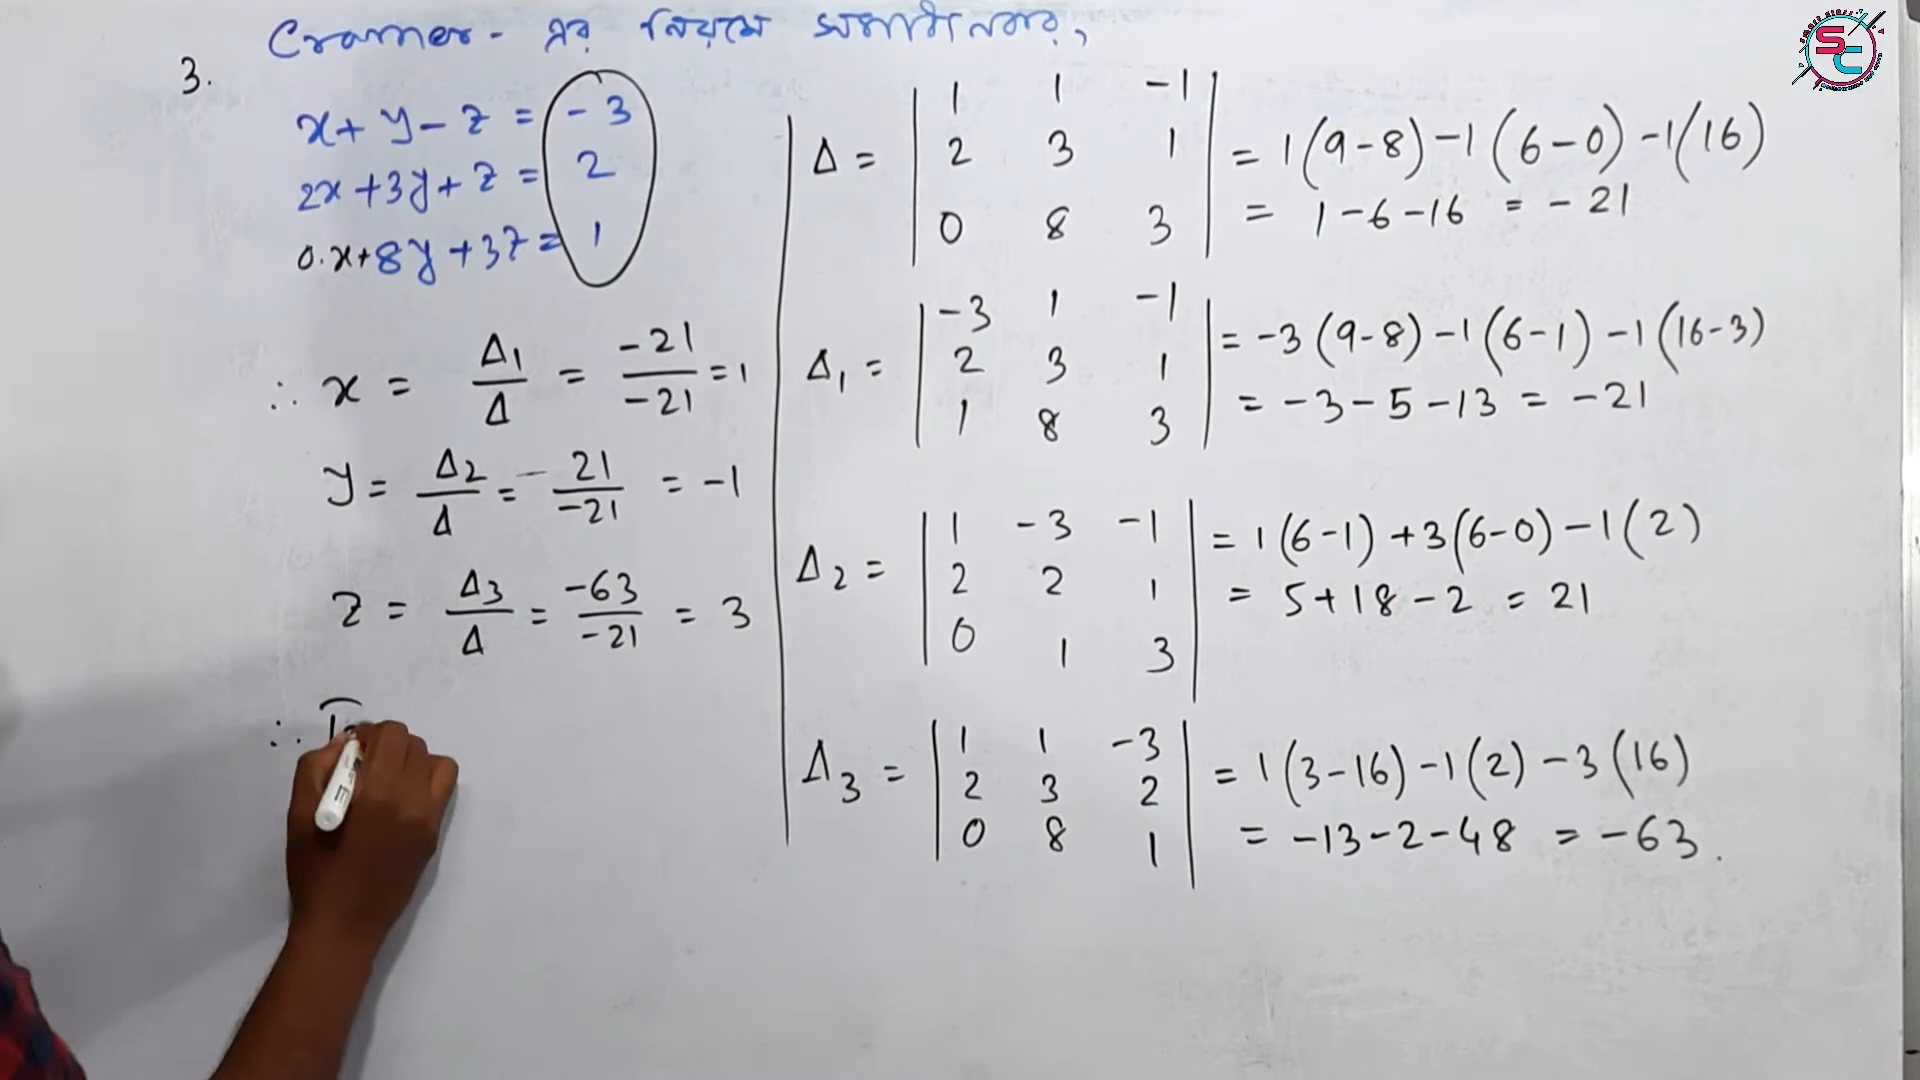 Cramer - এর নিয়মে সমাধান কর,
3.
x + y - z = -3
2x + 3y + z = 2
0.x + 8y + 3z = 1
∴ x = Δ₁/Δ = -21/-21 = 1
y = Δ₂/Δ = 21/-21 = -1
z = Δ₃/Δ = -63/-21 = 3
∴
Δ = | 1 1 -1 | = 1(9-8) -1(6-0) -1(16)
| 2 3 1 | = 1 - 6 - 16 = -21
| 0 8 3 |
Δ₁ = | -3 1 -1 | = -3(9-8) -1(6-1) -1(16-3)
| 2 3 1 | = -3 - 5 - 13 = -21
| 1 8 3 |
Δ₂ = | 1 -3 -1 | = 1(6-1) +3(6-0) -1(2)
| 2 2 1 | = 5 + 18 - 2 = 21
| 0 1 3 |
Δ₃ = | 1 1 -3 | = 1(3-16) -1(2) -3(16)
| 2 3 2 | = -13 - 2 - 48 = -63.
| 0 8 1 |
SC